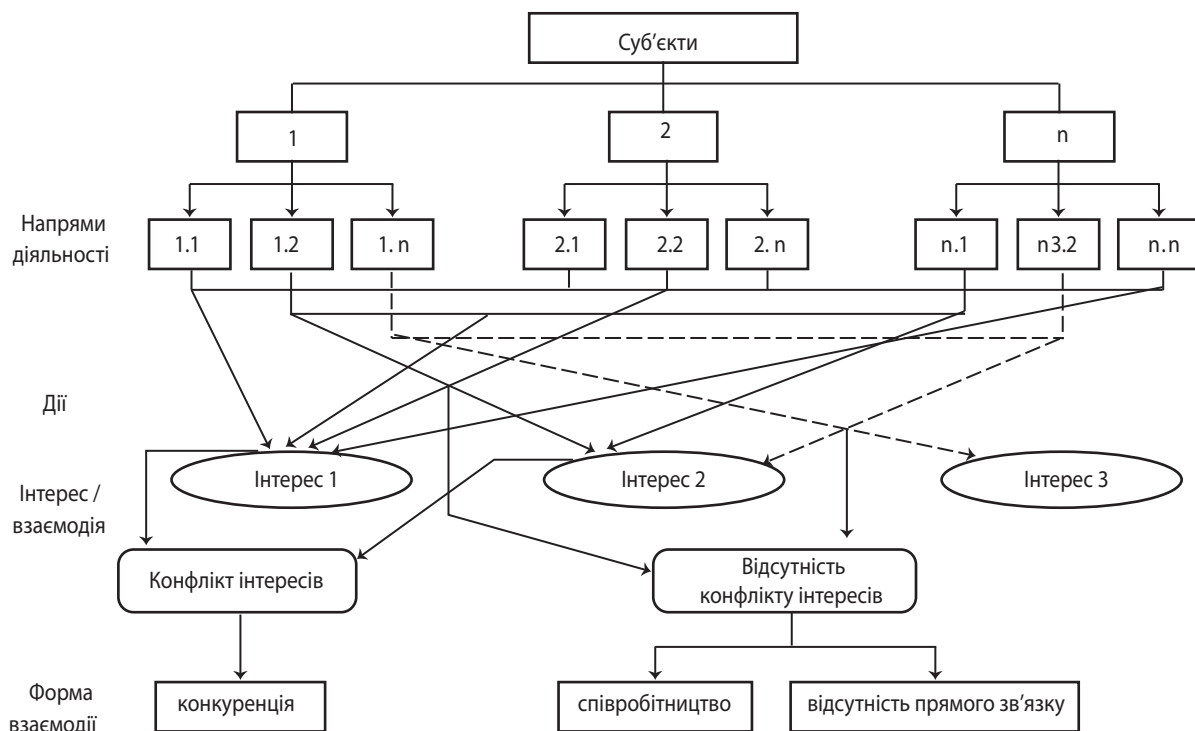 Суб’єкти
1
2
n
Напрями
діяльності
1.1
1.2
1. n
2.1
2.2
2. n
n.1
n3.2
n.n
Дії
Інтерес /
взаємодія
Інтерес 1
Інтерес 2
Інтерес 3
Конфлікт інтересів
Відсутність
конфлікту інтересів
Форма
взаємодії
конкуренція
співробітництво
відсутність прямого зв’язку